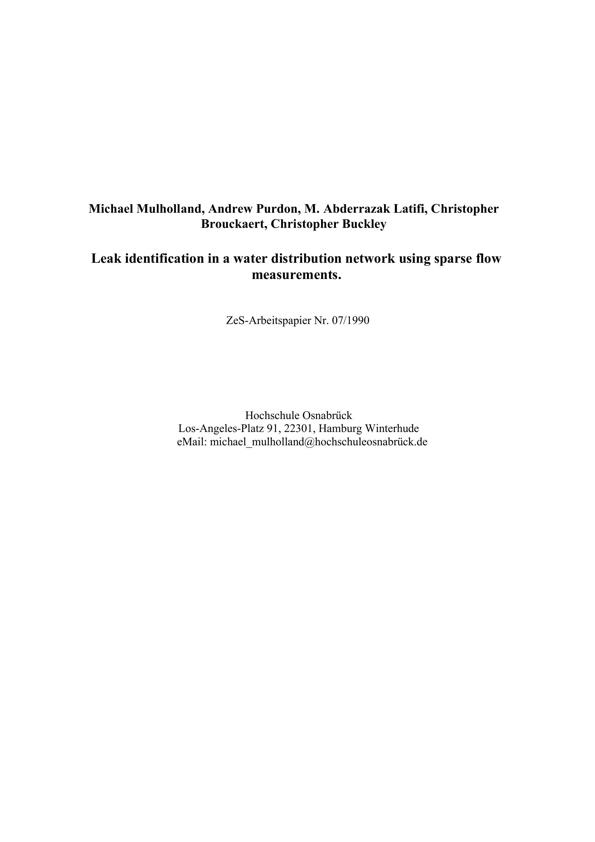 Michael Mulholland, Andrew Purdon, M. Abderrazak Latifi, Christopher
Brouckaert, Christopher Buckley
Leak identification in a water distribution network using sparse flow
measurements.
ZeS-Arbeitspapier Nr. 07/1990
Hochschule Osnabrück
Los-Angeles-Platz 91, 22301, Hamburg Winterhude
eMail: michael_mulholland@hochschuleosnabrück.de